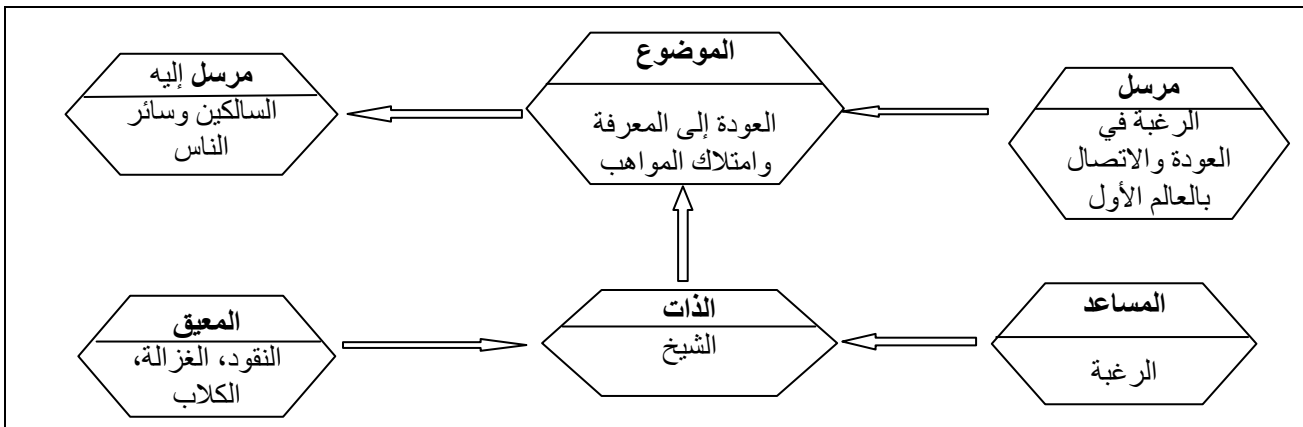 مرسل
الرغبة في
العودة والاتصال
بالعالم الأول
الموضوع
العودة إلى المعرفة
وامتلاك المواهب
مرسل إليه
السالكين وسائر
الناس
المساعد
الرغبة
الذات
الشيخ
المعيق
النقود، الغزالة،
الكلاب